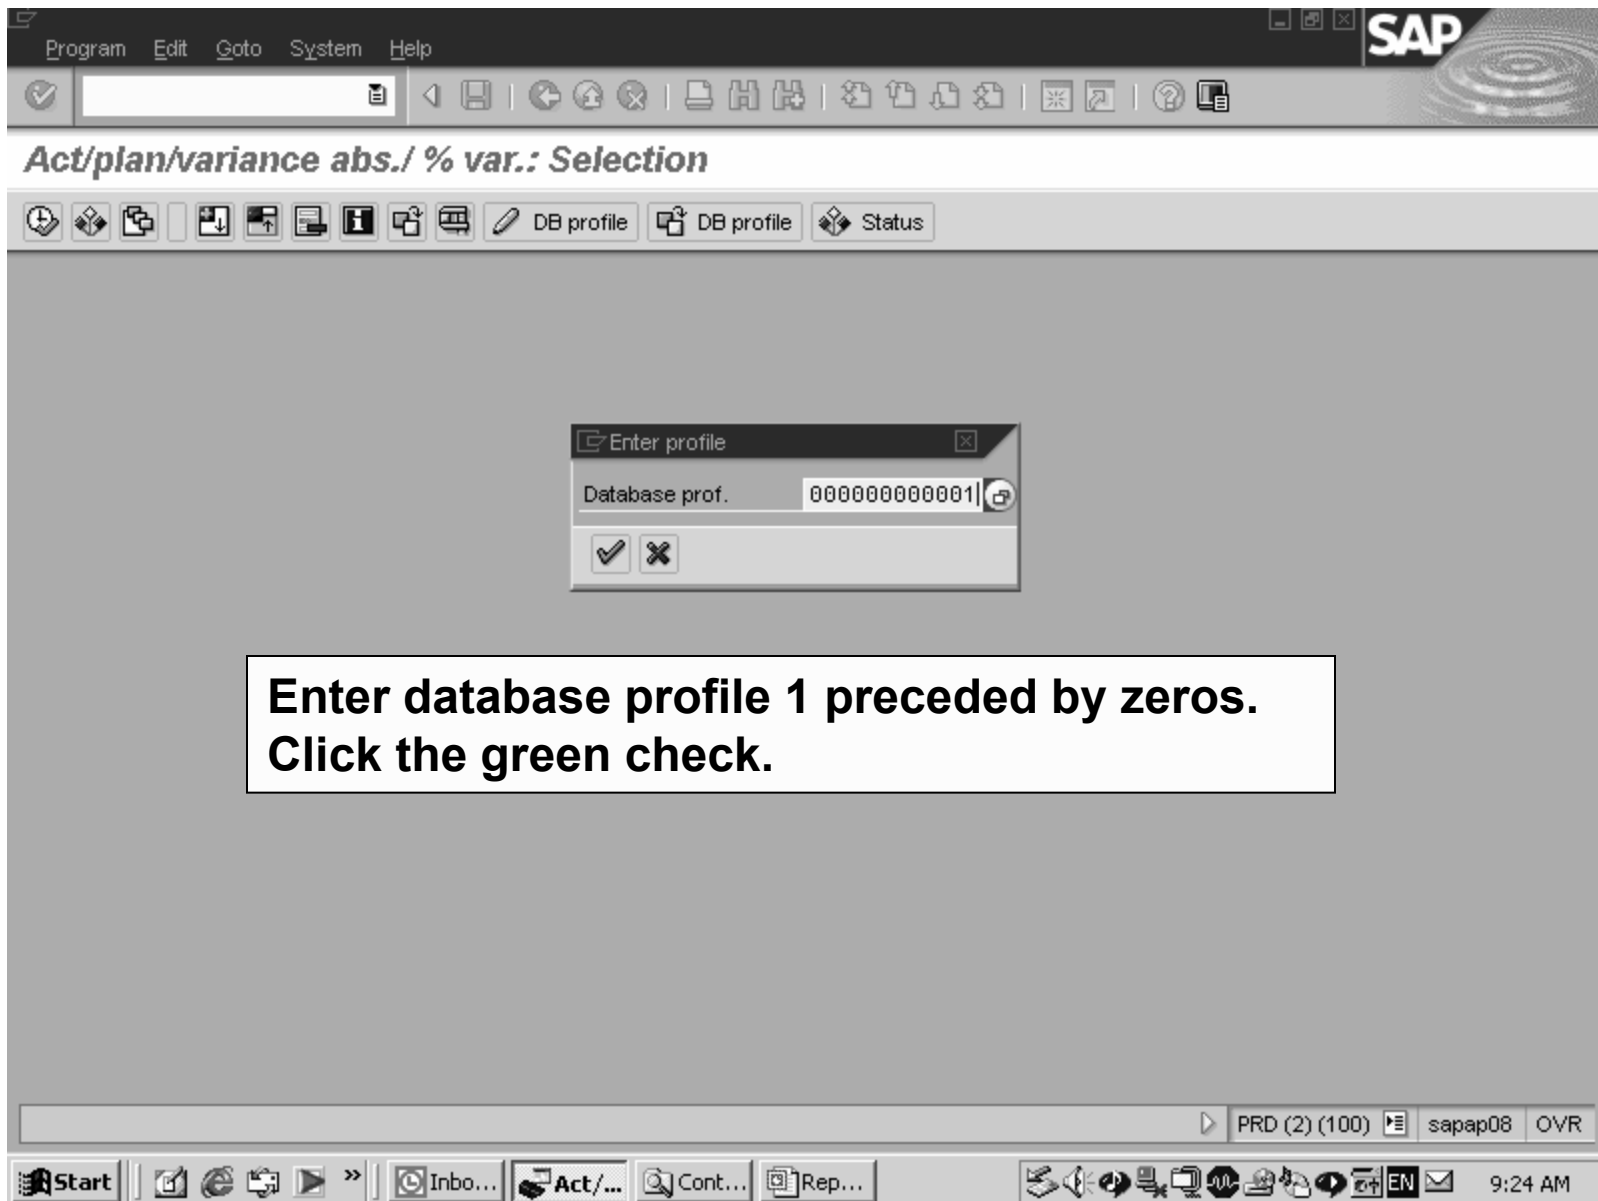 Program Edit Goto System Help
SAP
Act/plan/variance abs./ % var.: Selection
DB profile DB profile Status
Enter profile
Database prof. 000000000001
Enter database profile 1 preceded by zeros.
Click the green check.
PRD (2) (100) sapap08 OVR
Start » Inbo... Act/... Cont... Rep... EN 9:24 AM